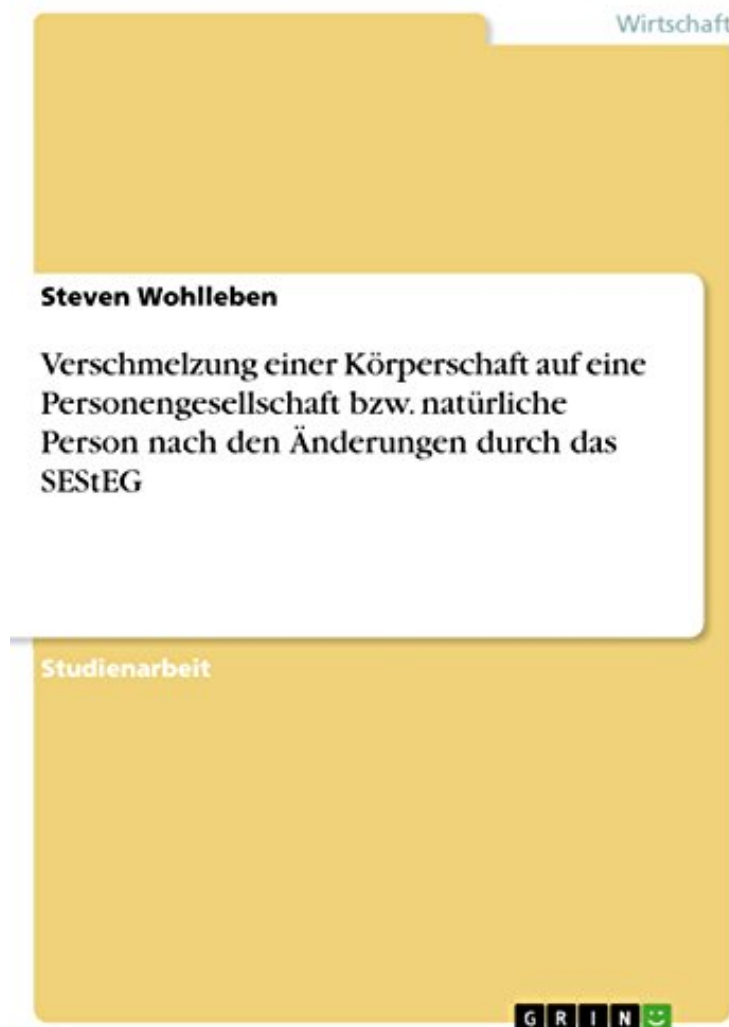 Wirtschaft
Steven Wohlleben
Verschmelzung einer Körperschaft auf eine
Personengesellschaft bzw. natürliche
Person nach den Änderungen durch das
SEStEG
Studienarbeit
GRIN